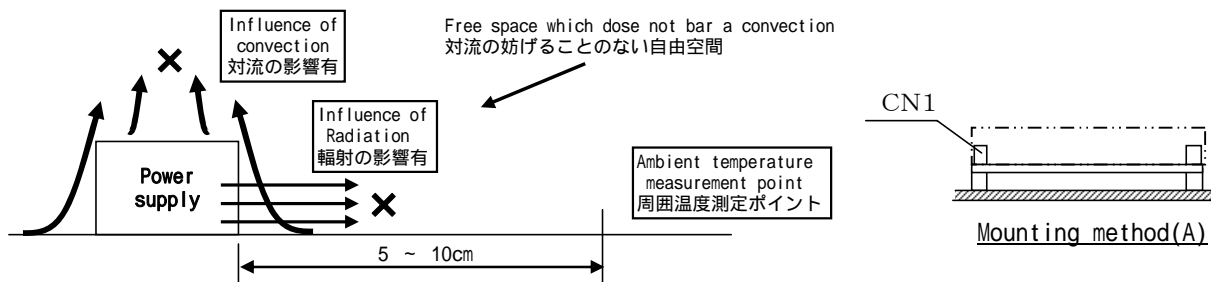 Influence of
convection
対流の影響有
Free space which dose not bar a convection
対流の妨げることのない自由空間
Influence of
Radiation
輻射の影響有
CN1
Power
supply
Ambient temperature
measurement point
周囲温度測定ポイント
5 ~ 10cm
Mounting method(A)